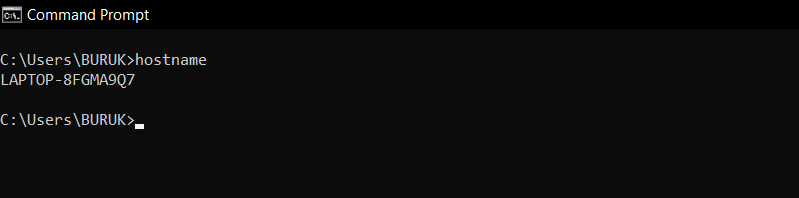 Command Prompt
C:\Users\BURUK>hostname
LAPTOP-8FGMA9Q7
C:\Users\BURUK>